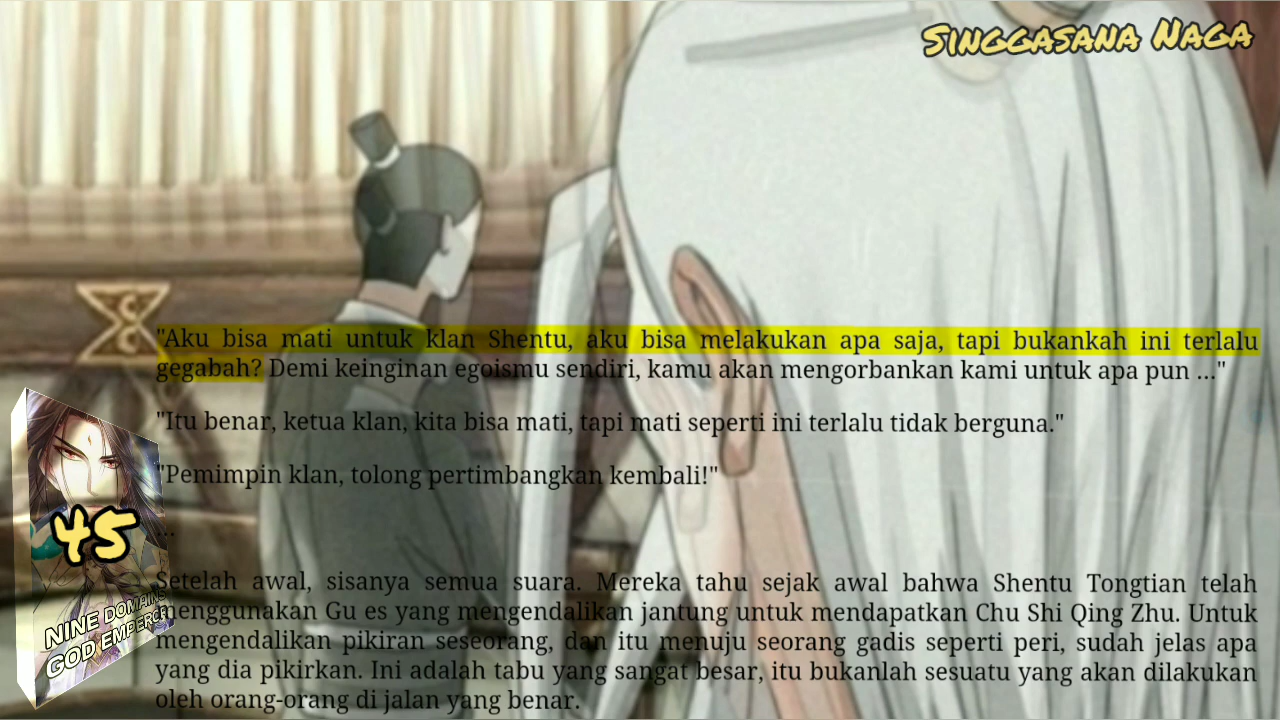 Singgasana Naga
"Aku bisa mati untuk klan Shentu, aku bisa melakukan apa saja, tapi bukankah ini terlalu
gegabah? Demi keinginan egoismu sendiri, kamu akan mengorbankan kami untuk apa pun ..."
"Itu benar, ketua klan, kita bisa mati, tapi mati seperti ini terlalu tidak berguna."
"Pemimpin klan, tolong pertimbangkan kembali!"
...
Setelah awal, sisanya semua suara. Mereka tahu sejak awal bahwa Shentu Tongtian telah
menggunakan Gu es yang mengendalikan jantung untuk mendapatkan Chu Shi Qing Zhu. Untuk
mengendalikan pikiran seseorang, dan itu menuju seorang gadis seperti peri, sudah jelas apa
yang dia pikirkan. Ini adalah tabu yang sangat besar, itu bukanlah sesuatu yang akan dilakukan
oleh orang-orang di jalan yang benar.
45
NINE DOMAINS
GOD EMPEROR